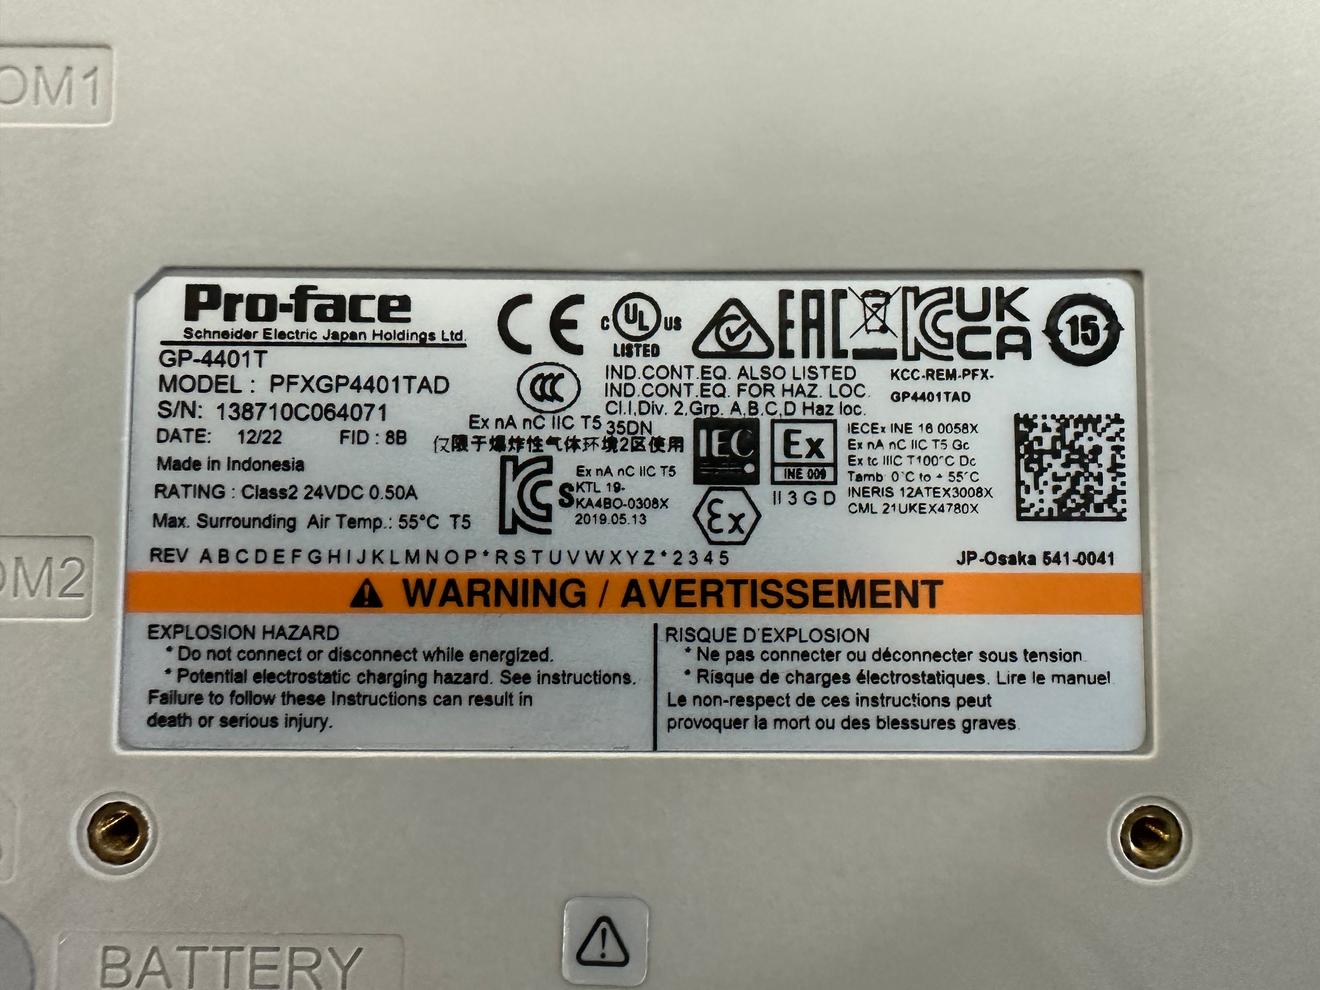 OM1
Pro-face
Schneider Electric Japan Holdings Ltd.
GP-4401T
MODEL : PFXGP4401TAD
S/N: 138710C064071
DATE: 12/22 FID : 8B
Made in Indonesia
RATING : Class2 24VDC 0.50A
Max. Surrounding Air Temp.: 55°C T5
CE
C UL US
LISTED
EAC
UK
CA
15
CCC
IND.CONT.EQ. ALSO LISTED
IND.CONT.EQ. FOR HAZ. LOC.
Cl.I,Div. 2,Grp. A,B,C,D Haz loc.
35DN
KCC-REM-PFX-
GP4401TAD
Ex nA nC IIC T5
仅限于爆炸性气体环境2区使用
S
Ex nA nC IIC T5
KTL 19-
KA4BO-0308X
2019.05.13
IEC
Ex
INE 009
Ex
II 3 G D
IECEx INE 16 0058X
Ex nA nC IIC T5 Gc
Ex tc IIIC T100°C Dc
Tamb 0°C to + 55°C
INERIS 12ATEX3008X
CML 21UKEX4780X
REV A B C D E F G H I J K L M N O P * R S T U V W X Y Z * 2 3 4 5
JP-Osaka 541-0041
OM2
WARNING / AVERTISSEMENT
EXPLOSION HAZARD
* Do not connect or disconnect while energized.
* Potential electrostatic charging hazard. See instructions.
Failure to follow these Instructions can result in
death or serious injury.
RISQUE D'EXPLOSION
* Ne pas connecter ou déconnecter sous tension.
* Risque de charges électrostatiques. Lire le manuel
Le non-respect de ces instructions peut
provoquer la mort ou des blessures graves.
BATTERY